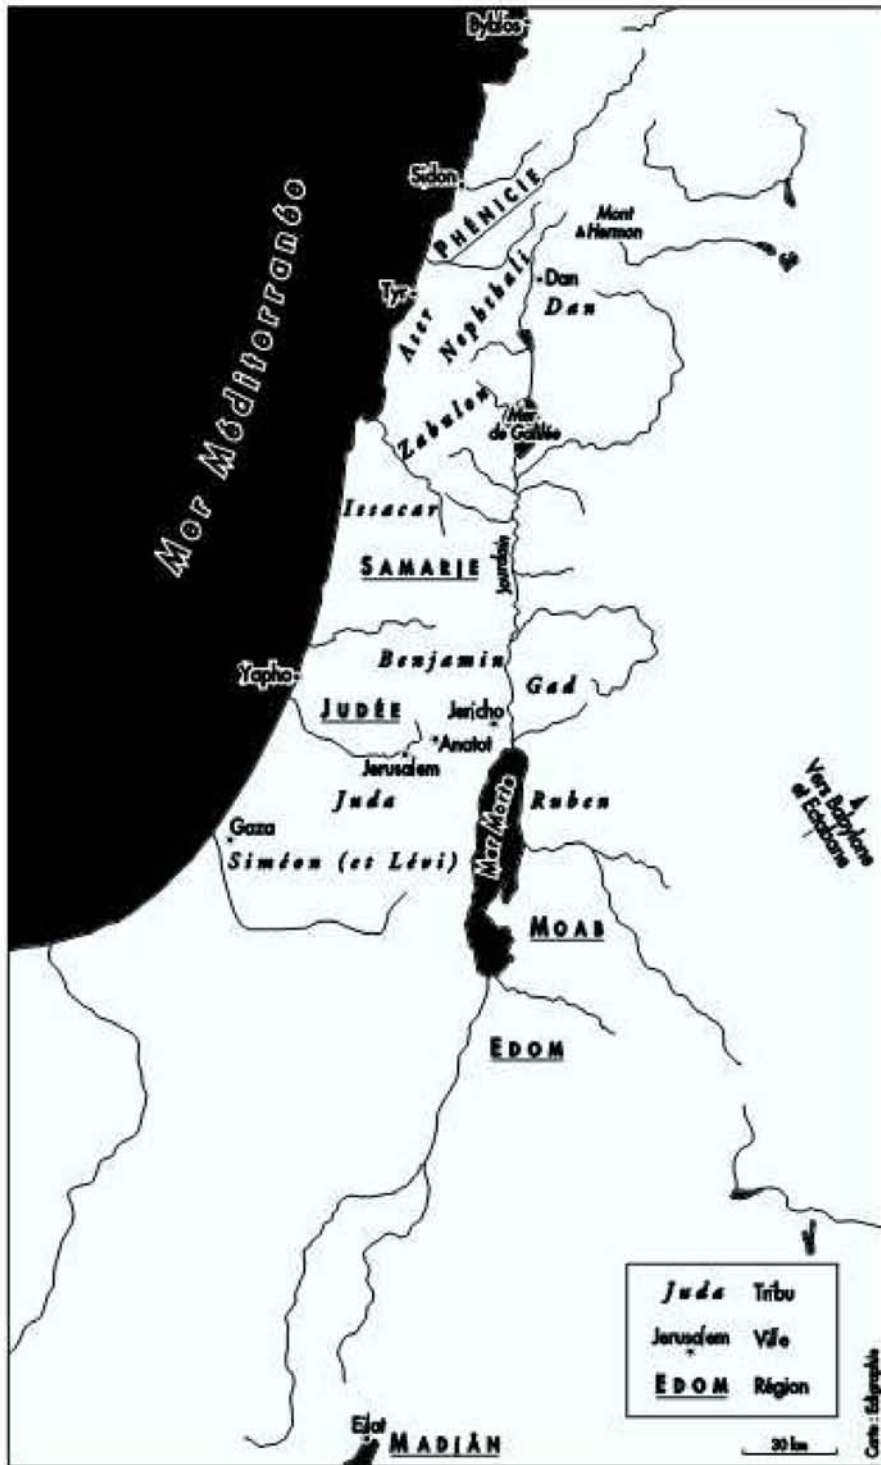 Byblos
Sidon
PHÉNICIE
Mont
Hermon
Tyr
Dan
Aser
Nephthali
Dan
Mer Méditerranée
Zabulon
Mer
de Galilée
Issacar
SAMARIE
Jourdain
Benjamin
Yapho
Gad
JUDÉE
Jericho
Anatot
Jerusalem
Juda
Mer Morte
Ruben
Vers Babylone
et Ectabane
Gaza
Siméon (et Lévi)
MOAB
EDOM
Juda Tribu
Jerusalem Ville
EDOM Région
Eilat
MADIÂN
30 km
Carte : Edigraphie